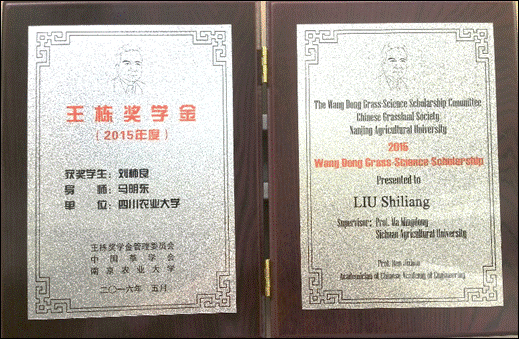 王栋奖学金
(2015年度)
获奖学生: 刘帅良
导 师: 马明东
单 位: 四川农业大学
王栋奖学金管理委员会
中国草学会
南京农业大学
二〇一六年 五月
The Wang Dong Grass-Science Scholarship Committee
Chinese Grassland Society
Nanjing Agricultural University
2015
Wang Dong Grass-Science Scholarship
Presented to
LIU Shiliang
Supervisor: Prof. Ma Mingdong
Sichuan Agricultural University
Prof. Ren
Academician of Chinese Academy of Engineering